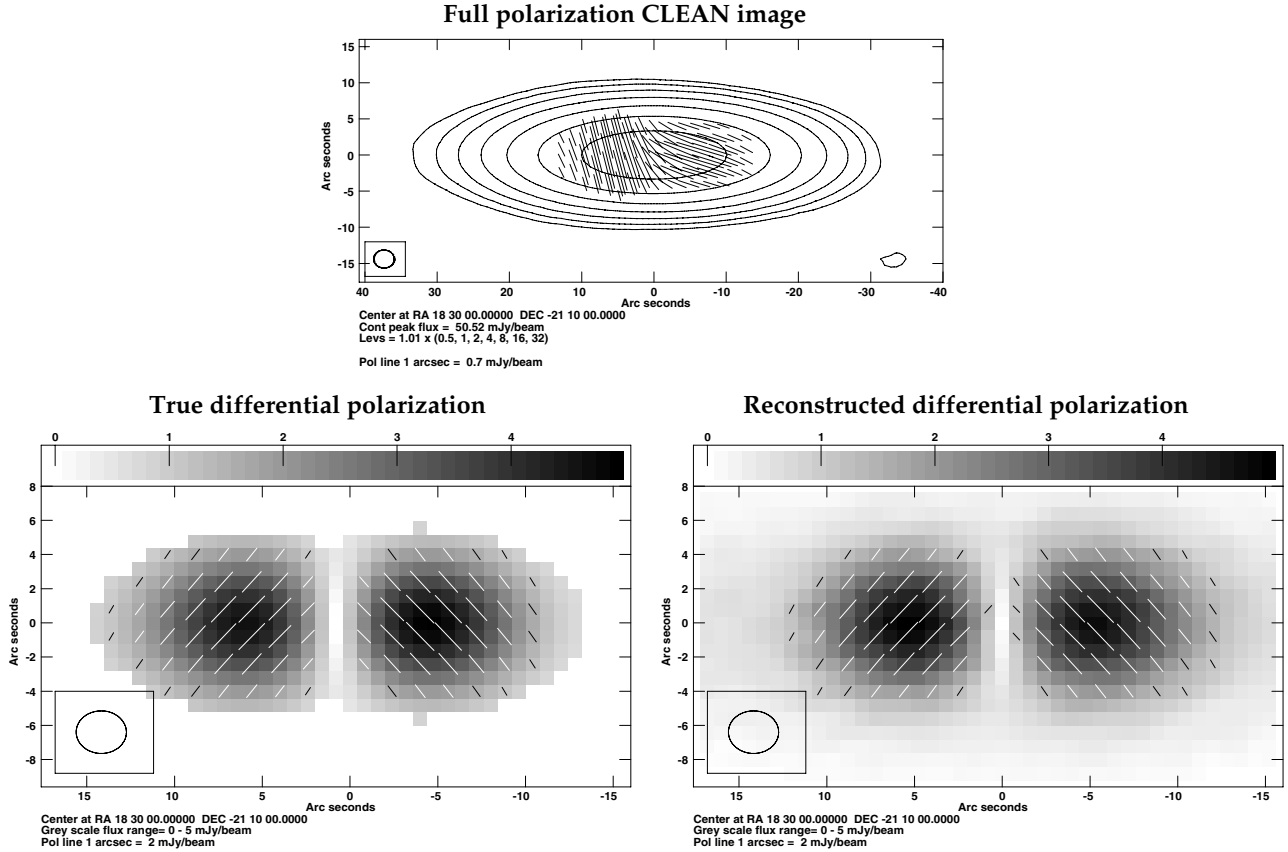 Full polarization CLEAN image
15
10
5
0
-5
-10
-15
Arc seconds
40 30 20 10 0 -10 -20 -30 -40
Arc seconds
Center at RA 18 30 00.00000 DEC -21 10 00.0000
Cont peak flux = 50.52 mJy/beam
Levs = 1.01 x (0.5, 1, 2, 4, 8, 16, 32)
Pol line 1 arcsec = 0.7 mJy/beam
True differential polarization
0 1 2 3 4
8
6
4
2
0
-2
-4
-6
-8
Arc seconds
15 10 5 0 -5 -10 -15
Arc seconds
Center at RA 18 30 00.00000 DEC -21 10 00.0000
Grey scale flux range= 0 - 5 mJy/beam
Pol line 1 arcsec = 2 mJy/beam
Reconstructed differential polarization
0 1 2 3 4
8
6
4
2
0
-2
-4
-6
-8
Arc seconds
15 10 5 0 -5 -10 -15
Arc seconds
Center at RA 18 30 00.00000 DEC -21 10 00.0000
Grey scale flux range= 0 - 5 mJy/beam
Pol line 1 arcsec = 2 mJy/beam